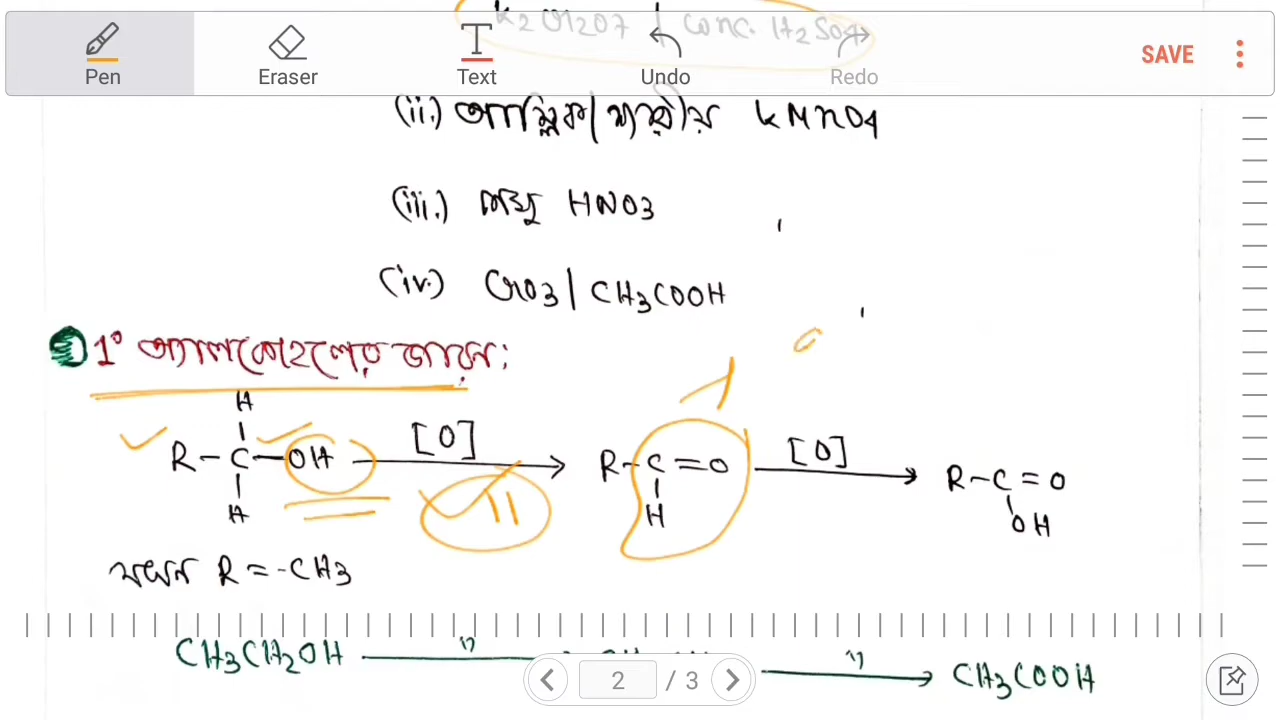 K2Cr2O7 | Conc. H2SO4
Pen Eraser Text Undo Redo SAVE
(ii.) আম্লিক/ক্ষারীয় KMnO4
(iii.) লঘু HNO3
(iv.) CrO3 | CH3COOH
1° অ্যালকোহলের জারণ:
H
R-C-OH [O] R-C=O [O] R-C=O
H H OH
যখন R = -CH3
CH3CH2OH CH3COOH
2 / 3